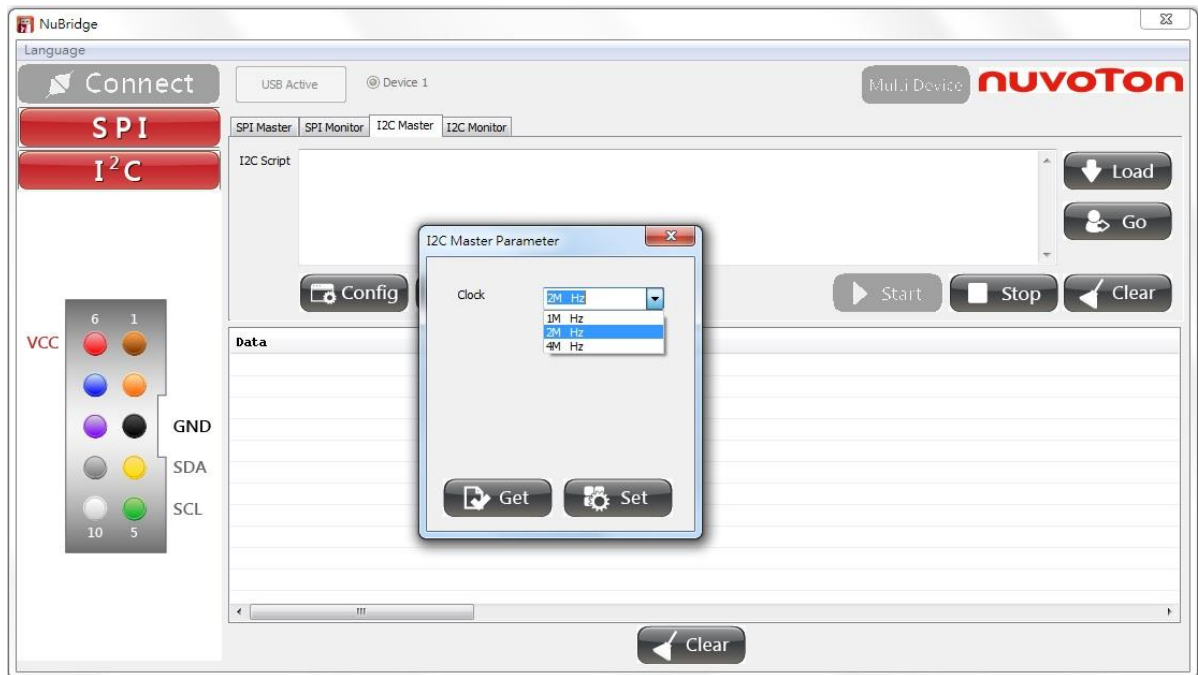 NuBridge
Language
Connect
USB Active
Device 1
Multi Device
nuvoTon
SPI
I²C
SPI Master
SPI Monitor
I2C Master
I2C Monitor
I2C Script
Load
Go
Config
Start
Stop
Clear
I2C Master Parameter
Clock
2M Hz
1M Hz
2M Hz
4M Hz
Get
Set
Data
6 1
VCC
GND
SDA
SCL
10 5
Clear